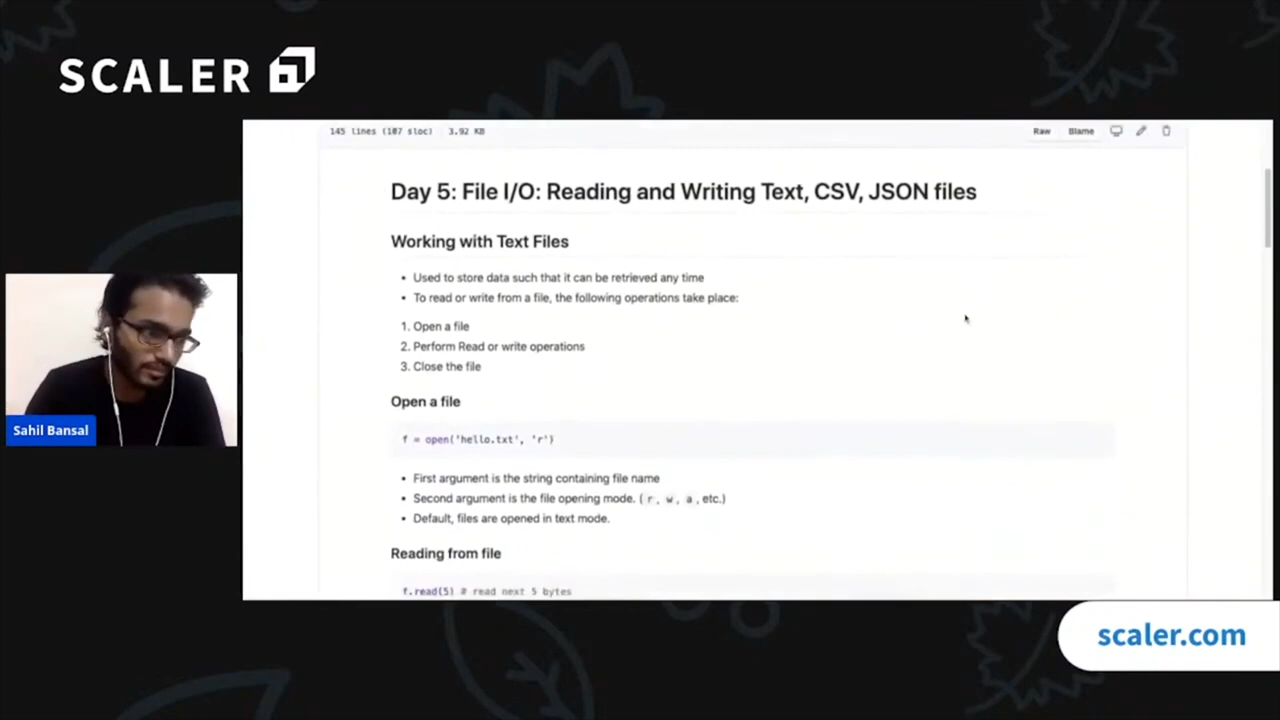 SCALER
145 lines (107 sloc) 3.92 KB
Raw Blame
Day 5: File I/O: Reading and Writing Text, CSV, JSON files
Working with Text Files
• Used to store data such that it can be retrieved any time
• To read or write from a file, the following operations take place:
1. Open a file
2. Perform Read or write operations
3. Close the file
Open a file
f = open('hello.txt', 'r')
• First argument is the string containing file name
• Second argument is the file opening mode. ( r, w, a, etc.)
• Default, files are opened in text mode.
Reading from file
f.read(5) # read next 5 bytes
Sahil Bansal
scaler.com